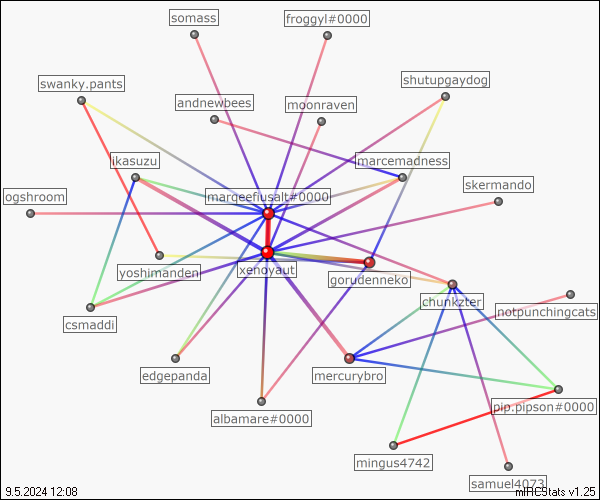 somass
froggyl#0000
swanky.pants
shutupgaydog
andnewbees
moonraven
ikasuzu
marcemadness
ogshroom
marqeefiusalt#0000
skermando
yoshimanden
xenoyaut
gorudenneko
chunkzter
notpunchingcats
csmaddi
edgepanda
mercurybro
albamare#0000
pip.pipson#0000
mingus4742
samuel4073
9.5.2024 12:08
mIRCStats v1.25